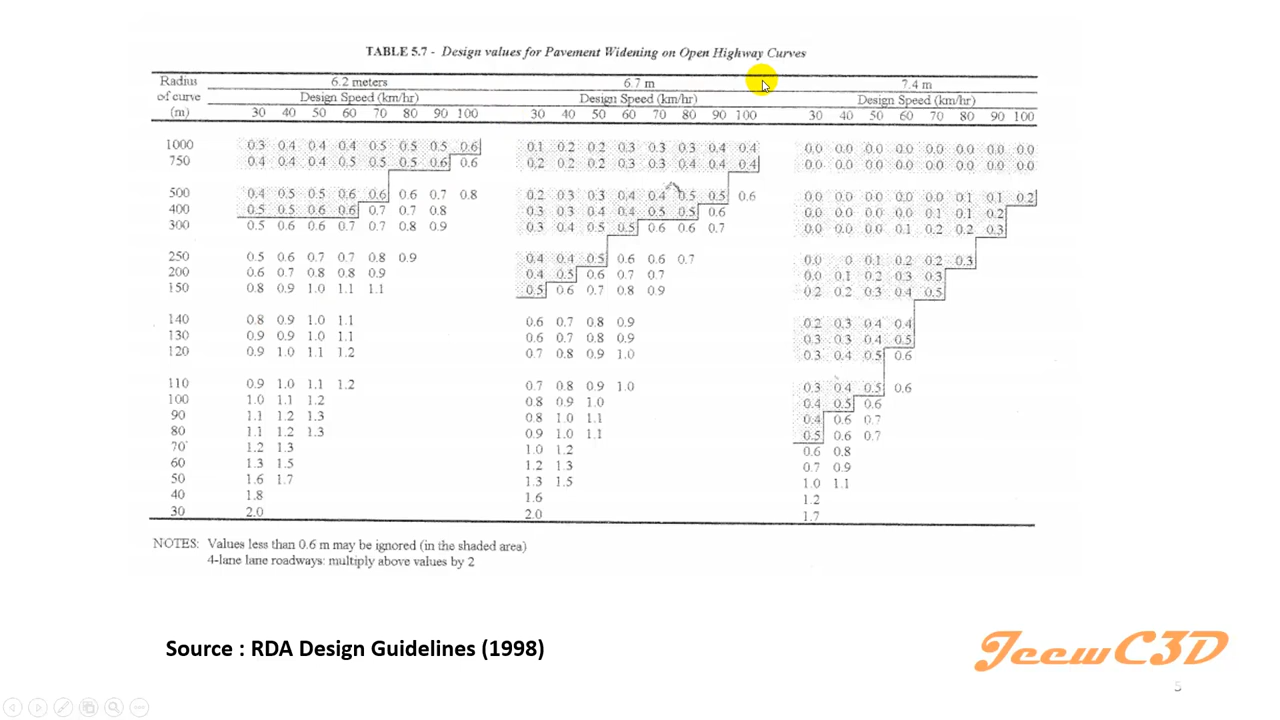 TABLE 5.7 - Design values for Pavement Widening on Open Highway Curves
Radius 6.2 meters 6.7 m 7.4 m
of curve Design Speed (km/hr) Design Speed (km/hr) Design Speed (km/hr)
(m) 30 40 50 60 70 80 90 100 30 40 50 60 70 80 90 100 30 40 50 60 70 80 90 100
1000 0.3 0.4 0.4 0.4 0.5 0.5 0.5 0.6 0.1 0.2 0.2 0.3 0.3 0.3 0.4 0.4 0.0 0.0 0.0 0.0 0.0 0.0 0.0 0.0
750 0.4 0.4 0.4 0.5 0.5 0.5 0.6 0.6 0.2 0.2 0.2 0.3 0.3 0.4 0.4 0.4 0.0 0.0 0.0 0.0 0.0 0.0 0.0 0.0
500 0.4 0.5 0.5 0.6 0.6 0.6 0.7 0.8 0.2 0.3 0.3 0.4 0.4 0.5 0.5 0.6 0.0 0.0 0.0 0.0 0.0 0.1 0.1 0.2
400 0.5 0.5 0.6 0.6 0.7 0.7 0.8 0.3 0.3 0.4 0.4 0.5 0.5 0.6 0.0 0.0 0.0 0.0 0.1 0.1 0.2
300 0.5 0.6 0.6 0.7 0.7 0.8 0.9 0.3 0.4 0.5 0.5 0.6 0.6 0.7 0.0 0.0 0.0 0.1 0.2 0.2 0.3
250 0.5 0.6 0.7 0.7 0.8 0.9 0.4 0.4 0.5 0.6 0.6 0.7 0.0 0 0.1 0.2 0.2 0.3
200 0.6 0.7 0.8 0.8 0.9 0.4 0.5 0.6 0.7 0.7 0.0 0.1 0.2 0.3 0.3
150 0.8 0.9 1.0 1.1 1.1 0.5 0.6 0.7 0.8 0.9 0.2 0.2 0.3 0.4 0.5
140 0.8 0.9 1.0 1.1 0.6 0.7 0.8 0.9 0.2 0.3 0.4 0.4
130 0.9 0.9 1.0 1.1 0.6 0.7 0.8 0.9 0.3 0.3 0.4 0.5
120 0.9 1.0 1.1 1.2 0.7 0.8 0.9 1.0 0.3 0.4 0.5 0.6
110 0.9 1.0 1.1 1.2 0.7 0.8 0.9 1.0 0.3 0.4 0.5 0.6
100 1.0 1.1 1.2 0.8 0.9 1.0 0.4 0.5 0.6
90 1.1 1.2 1.3 0.8 1.0 1.1 0.4 0.6 0.7
80 1.1 1.2 1.3 0.9 1.0 1.1 0.5 0.6 0.7
70 1.2 1.3 1.0 1.2 0.6 0.8
60 1.3 1.5 1.2 1.3 0.7 0.9
50 1.6 1.7 1.3 1.5 1.0 1.1
40 1.8 1.6 1.2
30 2.0 2.0 1.7
NOTES: Values less than 0.6 m may be ignored (in the shaded area)
4-lane lane roadways: multiply above values by 2
Source : RDA Design Guidelines (1998)
JeewC3D
5